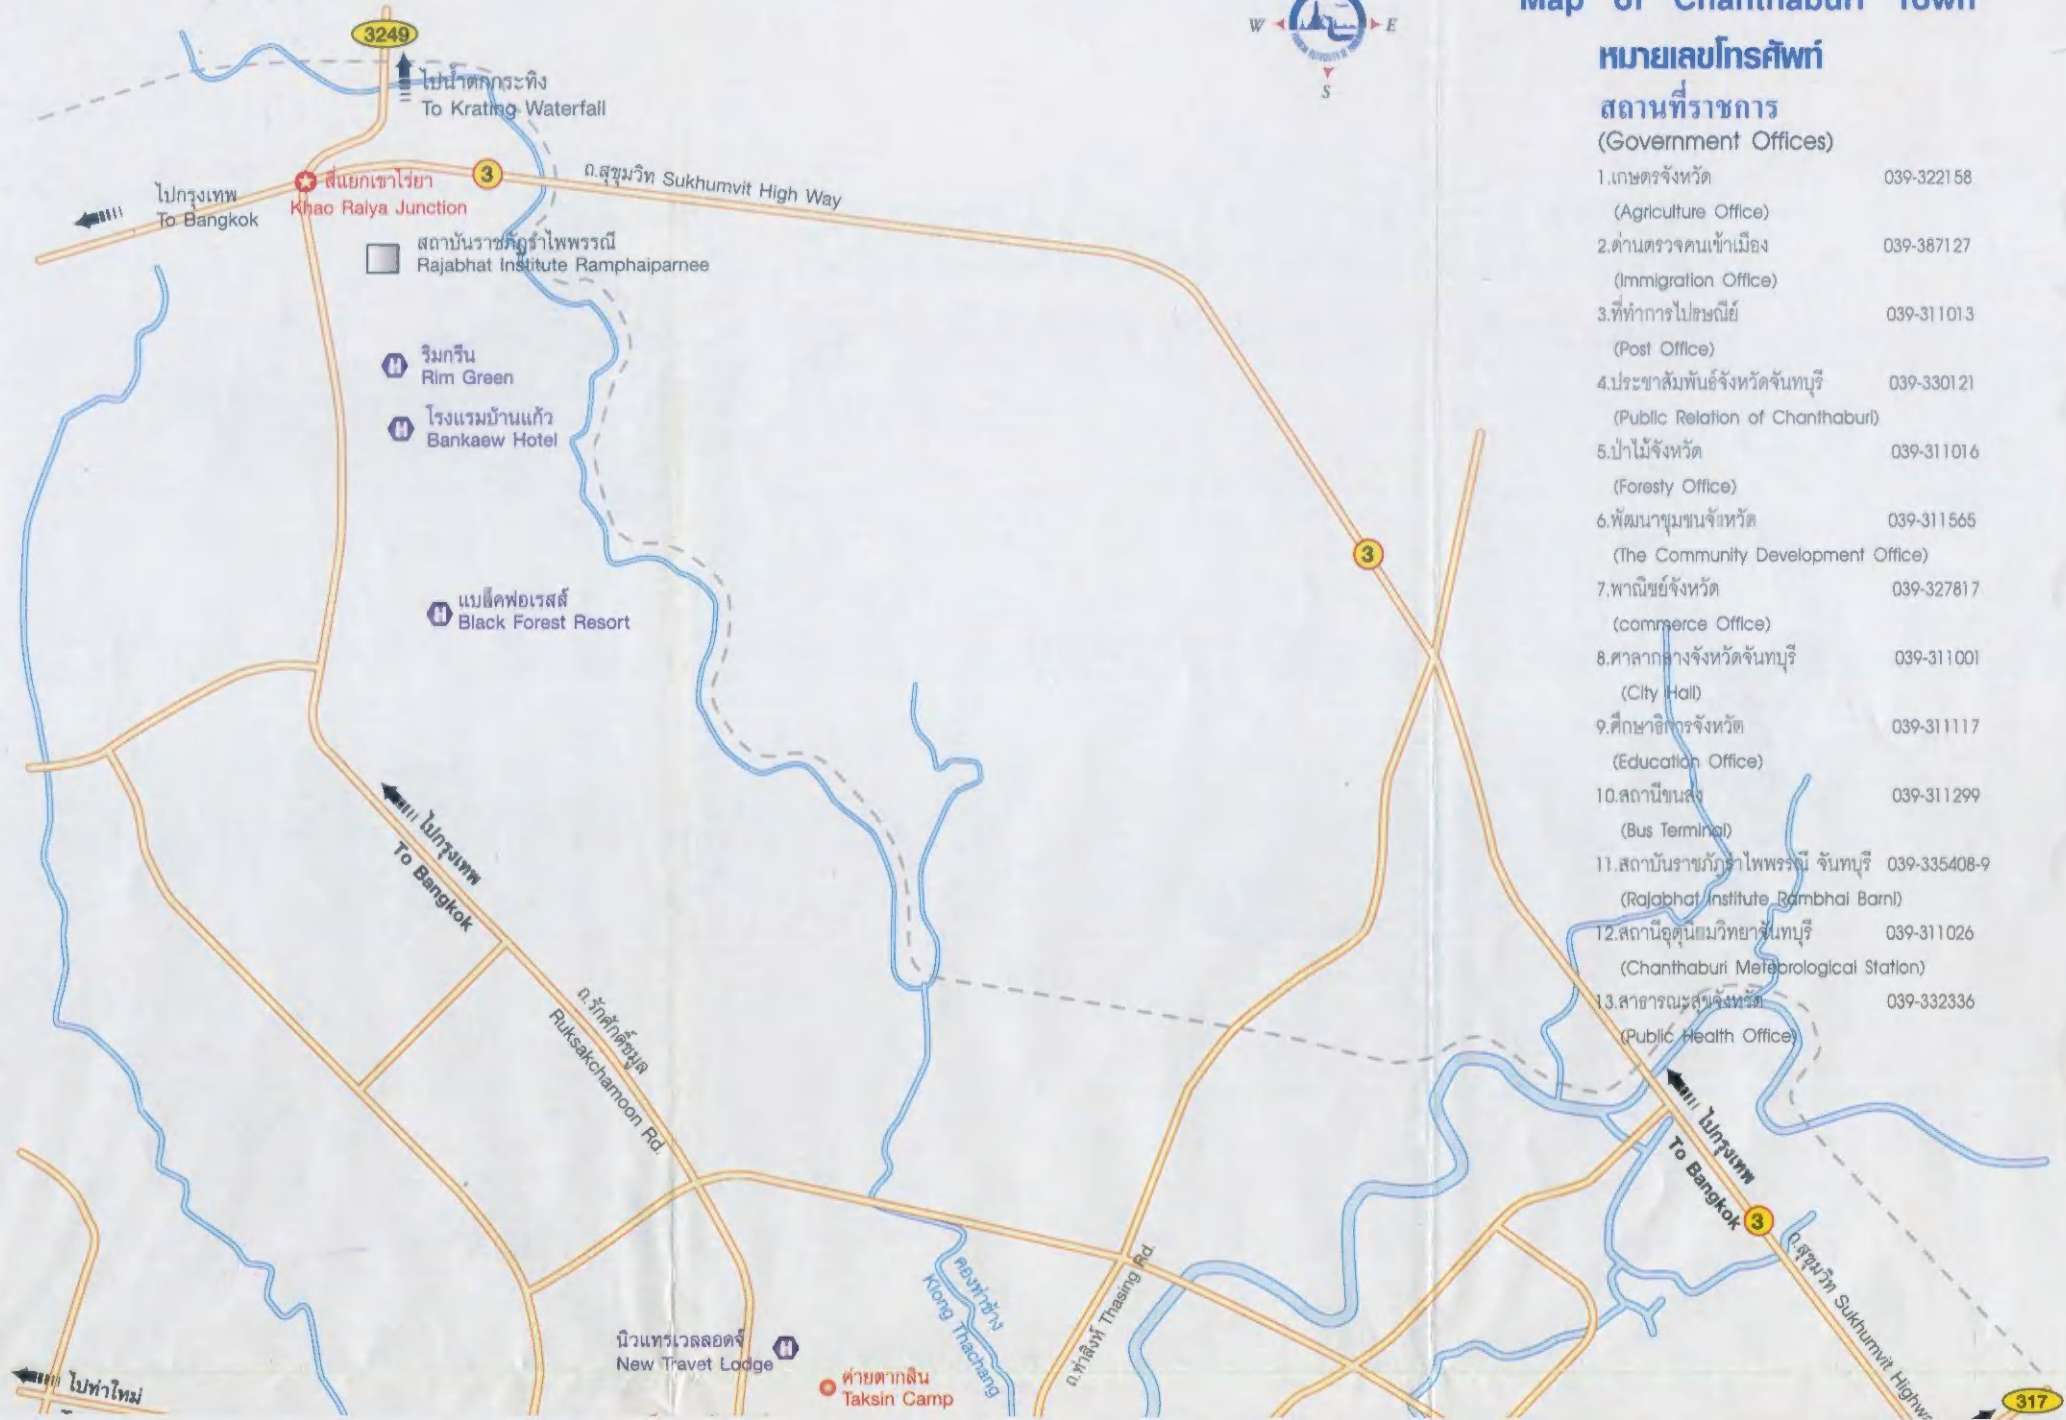 Map of Chanthaburi Town
W
E
S
หมายเลขโทรศัพท์
สถานที่ราชการ
(Government Offices)
1.เกษตรจังหวัด 039-322158
(Agriculture Office)
2.ด่านตรวจคนเข้าเมือง 039-387127
(Immigration Office)
3.ที่ทำการไปรษณีย์ 039-311013
(Post Office)
4.ประชาสัมพันธ์จังหวัดจันทบุรี 039-330121
(Public Relation of Chanthaburi)
5.ป่าไม้จังหวัด 039-311016
(Foresty Office)
6.พัฒนาชุมชนจังหวัด 039-311565
(The Community Development Office)
7.พาณิชย์จังหวัด 039-327817
(commerce Office)
8.ศาลากลางจังหวัดจันทบุรี 039-311001
(City Hall)
9.ศึกษาธิการจังหวัด 039-311117
(Education Office)
10.สถานีขนส่ง 039-311299
(Bus Terminal)
11.สถาบันราชภัฏรำไพพรรณี จันทบุรี 039-335408-9
(Rajabhat Institute Rambhai Barni)
12.สถานีอุตุนิยมวิทยาจันทบุรี 039-311026
(Chanthaburi Meteorological Station)
13.สาธารณะสุขจังหวัด 039-332336
(Public Health Office)
3249
ไปน้ำตกกระทิง
To Krating Waterfall
ไปกรุงเทพ
To Bangkok
สี่แยกเขาไร่ยา
Khao Raiya Junction
3
ถ.สุขุมวิท Sukhumvit High Way
สถาบันราชภัฏรำไพพรรณี
Rajabhat Institute Ramphaiparnee
H
ริมกรีน
Rim Green
H
โรงแรมบ้านแก้ว
Bankaew Hotel
3
H
แบล็คฟอเรสส์
Black Forest Resort
ไปกรุงเทพ
To Bangkok
ถ.รักศักดิ์ชมูล
Ruksakchamoon Rd.
ไปกรุงเทพ
To Bangkok
3
ถ.สุขุมวิท Sukhumvit Highwa
คลองท่าช้าง
Klong Thachang
ถ.ท่าสิงห์ Thasing Rd.
นิวแทรเวลลอดจ์
New Travet Lodge
H
ค่ายตากสิน
Taksin Camp
ไปท่าใหม่
317